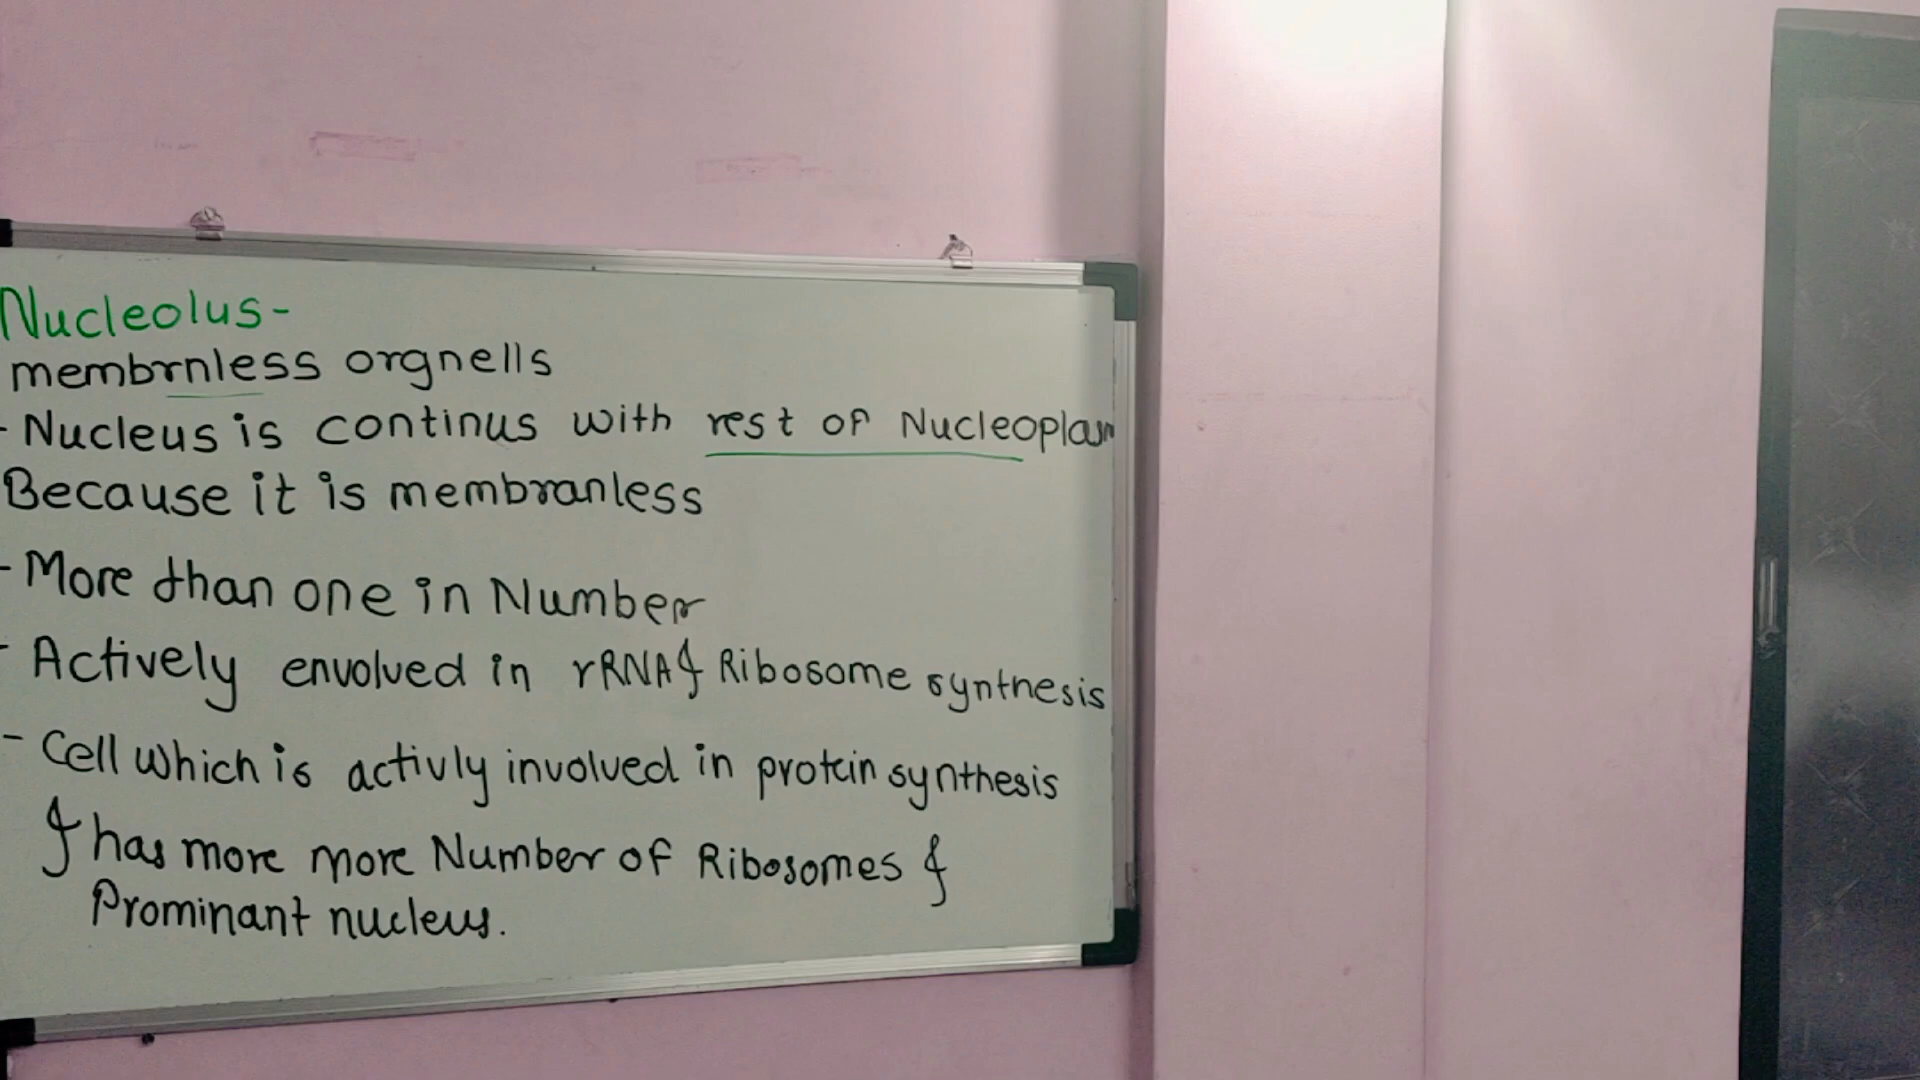 Nucleolus-
membrnless orgnells
- Nucleus is continus with rest of Nucleoplasm
Because it is membranless
- More than one in Number
- Actively envolved in rRNA & Ribosome synthesis
- Cell which is activly involved in protein synthesis
& has more more Number of Ribosomes &
Prominant nucleus.